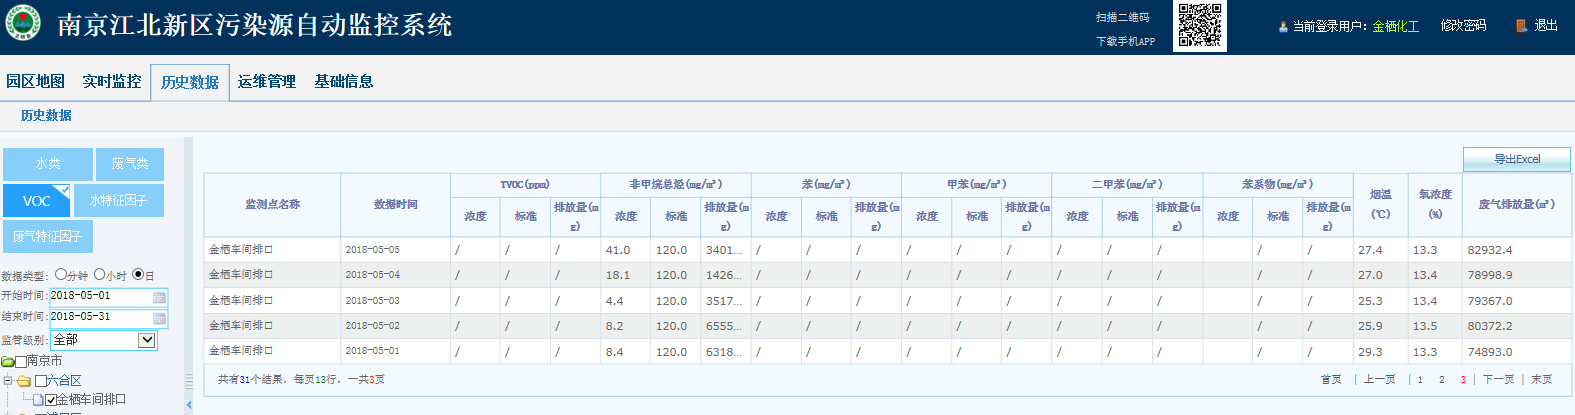 南京江北新区污染源自动监控系统
扫描二维码
下载手机APP
当前登录用户：金栖化工 修改密码 退出
园区地图 实时监控 历史数据 运维管理 基础信息
历史数据
水类 废气类
VOC 水特征因子
废气特征因子
数据类型: 分钟 小时 日
开始时间: 2018-05-01
结束时间: 2018-05-31
监管级别: 全部
南京市
六合区
金栖车间排口
导出Excel
监测点名称 数据时间 TVOC(ppm) 非甲烷总烃(mg/m³) 苯(mg/m³) 甲苯(mg/m³) 二甲苯(mg/m³) 苯系物(mg/m³) 烟温(℃) 氧浓度(%) 废气排放量(m³)
浓度 标准 排放量(mg) 浓度 标准 排放量(mg) 浓度 标准 排放量(mg) 浓度 标准 排放量(mg) 浓度 标准 排放量(mg) 浓度 标准 排放量(mg)
金栖车间排口 2018-05-05 / / / 41.0 120.0 3401... / / / / / / / / / / / 27.4 13.3 82932.4
金栖车间排口 2018-05-04 / / / 18.1 120.0 1426... / / / / / / / / / / / 27.0 13.4 78998.9
金栖车间排口 2018-05-03 / / / 4.4 120.0 3517... / / / / / / / / / / / 25.3 13.4 79367.0
金栖车间排口 2018-05-02 / / / 8.2 120.0 6555... / / / / / / / / / / / 25.9 13.5 80372.2
金栖车间排口 2018-05-01 / / / 8.4 120.0 6318... / / / / / / / / / / / 29.3 13.3 74893.0
共有31个结果，每页13行，一共3页
首页 | 上一页 | 1 2 3 | 下一页 | 末页